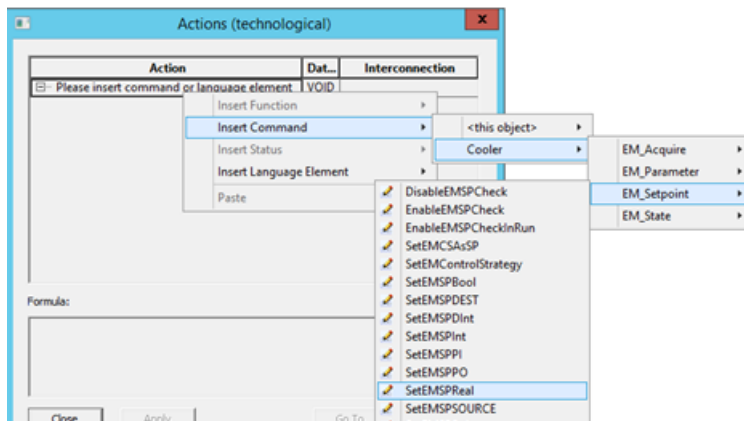 Actions (technological)
x
Action Dat... Interconnection
Please insert command or language element VOID
Insert Function
Insert Command
Insert Status
Insert Language Element
Paste
<this object>
Cooler
EM_Acquire
EM_Parameter
EM_Setpoint
EM_State
DisableEMSPCheck
EnableEMSPCheck
EnableEMSPCheckInRun
SetEMCSAsSP
SetEMControlStrategy
SetEMSPBool
SetEMSPDEST
SetEMSPDInt
SetEMSPInt
SetEMSPPI
SetEMSPPO
SetEMSPReal
SetEMSPSOURCE
Formula:
Close Apply Go To